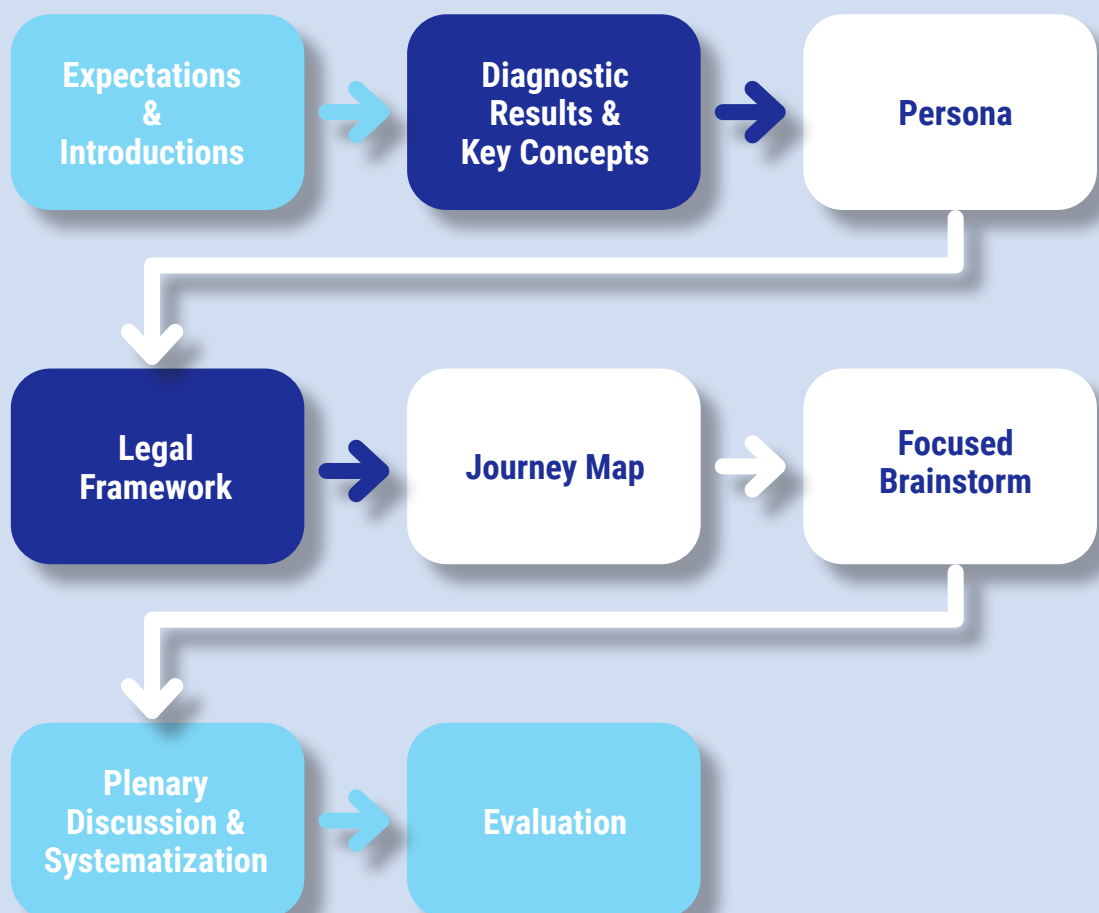 Expectations
&
Introductions
Diagnostic
Results &
Key Concepts
Persona
Legal
Framework
Journey Map
Focused
Brainstorm
Plenary
Discussion &
Systematization
Evaluation